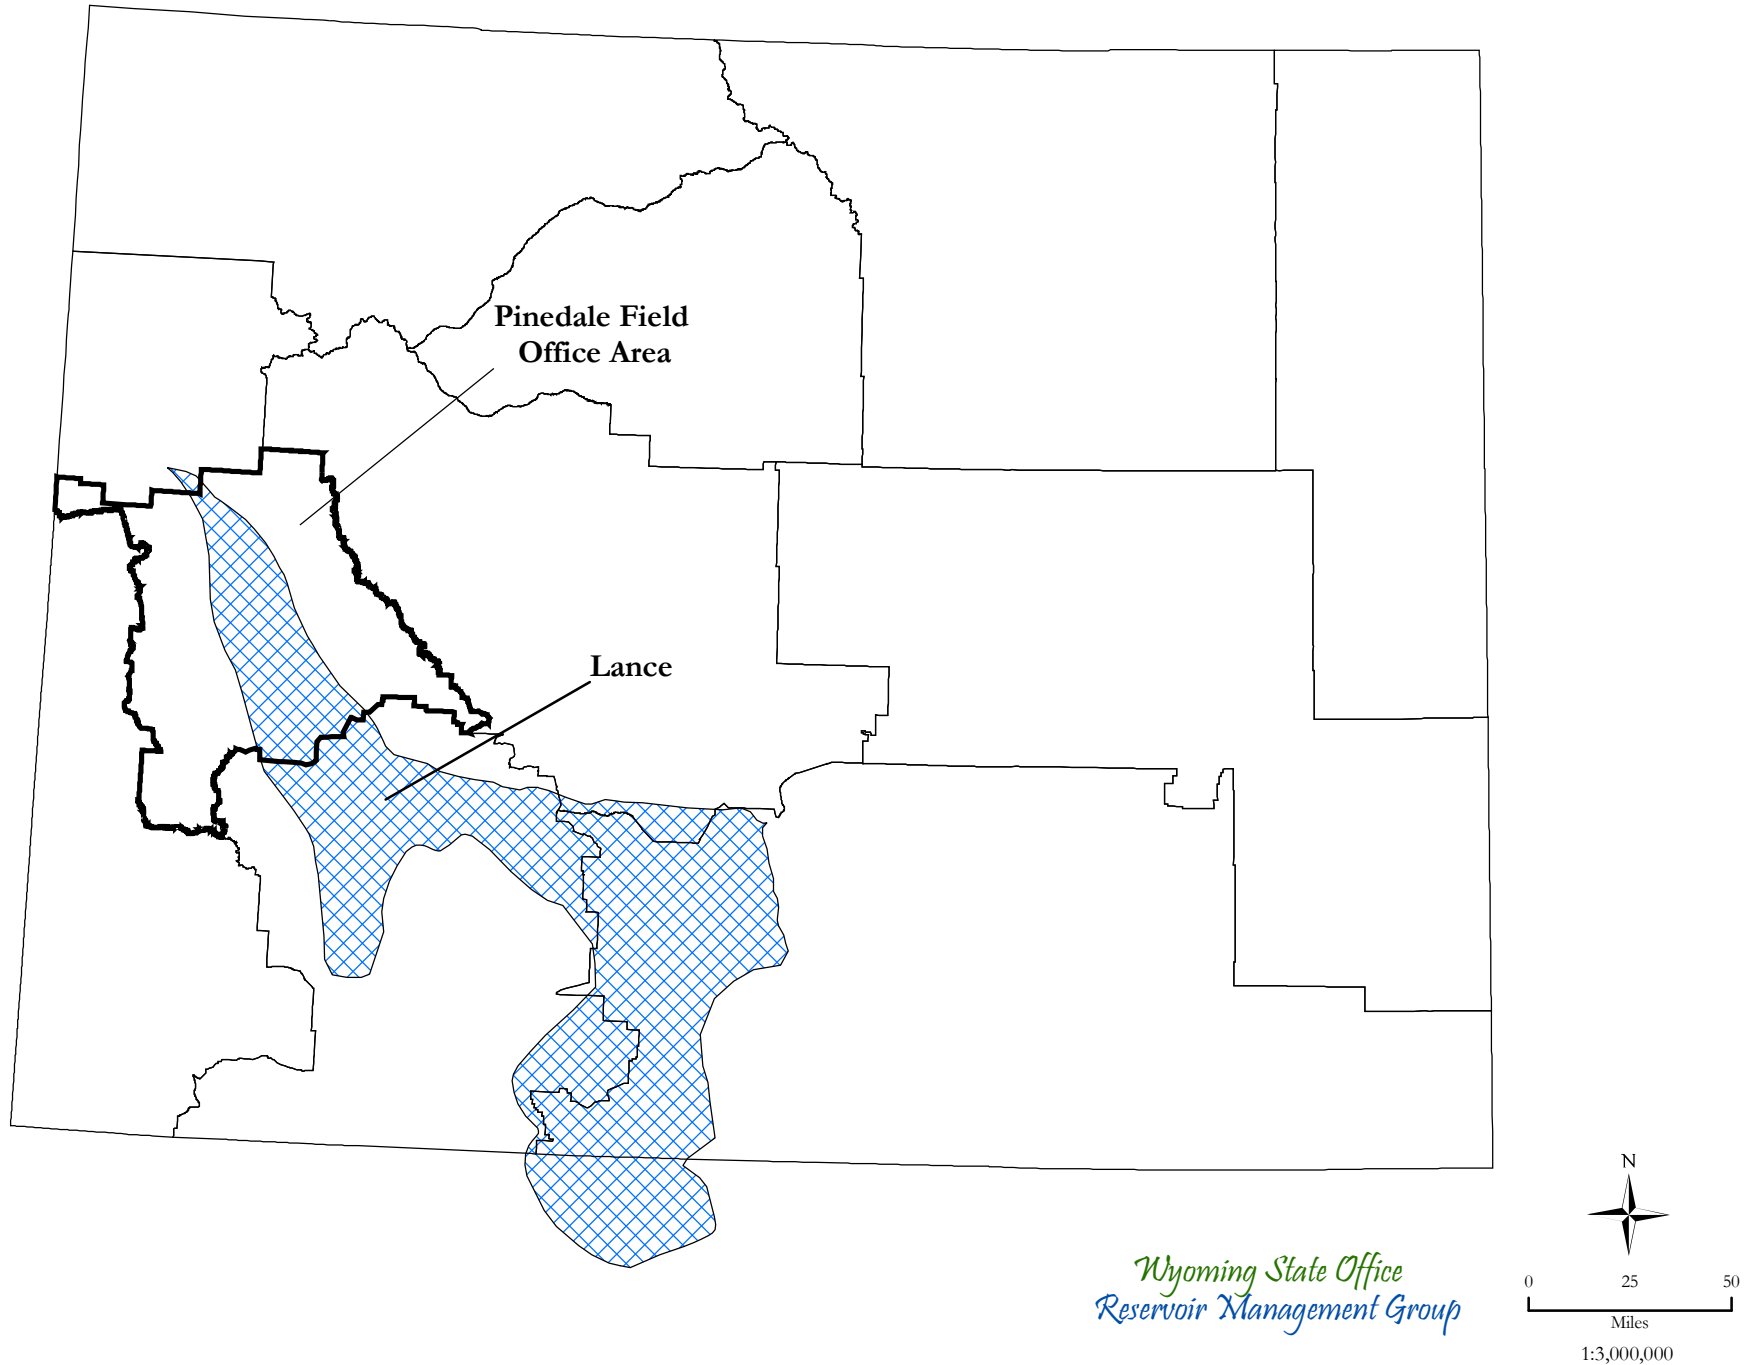 Pinedale Field
Office Area
Lance
N
Wyoming State Office
Reservoir Management Group
0 25 50
Miles
1:3,000,000